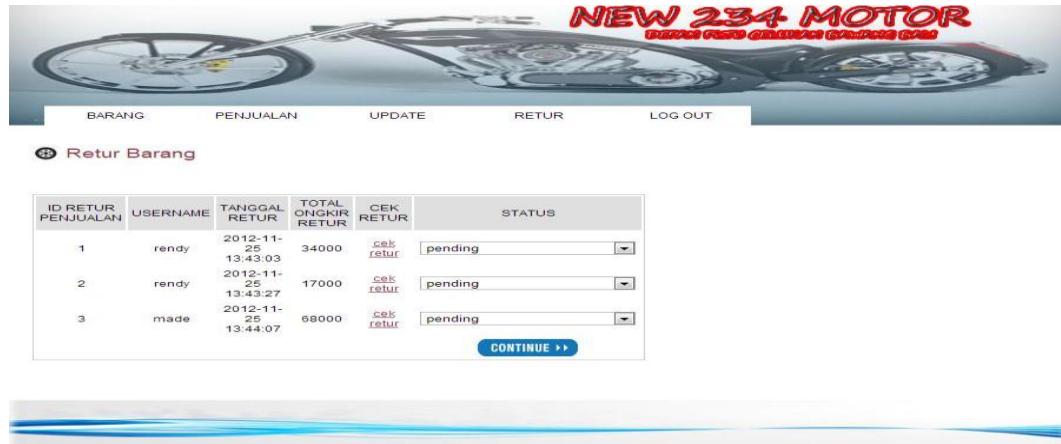 NEW 234 MOTOR
BARANG PENJUALAN UPDATE RETUR LOG OUT
Retur Barang
ID RETUR PENJUALAN USERNAME TANGGAL RETUR TOTAL ONGKIR RETUR CEK RETUR STATUS
1 rendy 2012-11-25 13:43:03 34000 cek retur pending
2 rendy 2012-11-25 13:43:27 17000 cek retur pending
3 made 2012-11-25 13:44:07 68000 cek retur pending
CONTINUE